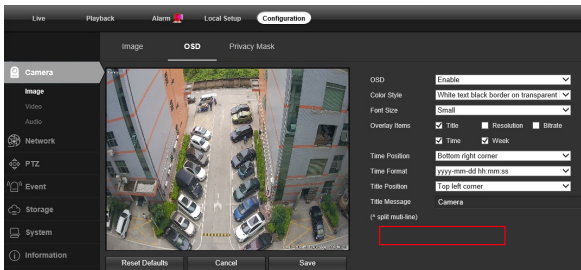 Live Playback Alarm Local Setup Configuration
Image OSD Privacy Mask
Camera
Image
Video
Audio
Network
PTZ
Event
Storage
System
Information
OSD Enable
Color Style White text black border on transparent
Font Size Small
Overlay Items Title Resolution Bitrate
Time Week
Time Position Bottom right corner
Time Format yyyy-mm-dd hh:mm:ss
Title Position Top left corner
Title Message Camera
(^ split muti-line)
Reset Defaults Cancel Save